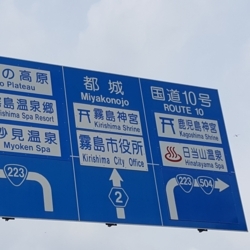 の高原
o Plateau
島温泉郷
irishima Spa Resort
妙見温泉
Myoken Spa
223
都城
Miyakonojo
霧島神宮
Kirishima Shrine
霧島市役所
Kirishima City Office
2
国道10号
ROUTE 10
鹿児島神宮
Kagoshima Shrine
日当山温泉
Hinatayama Spa
223
504